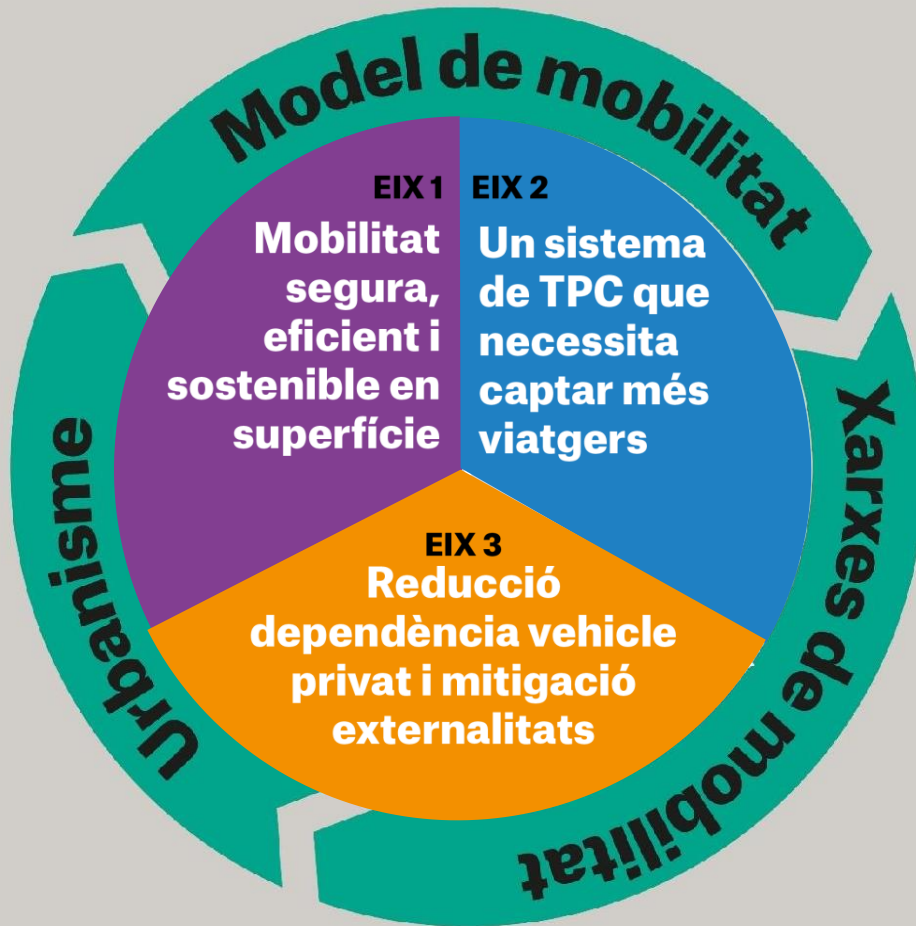 Model de mobilitat
EIX 1
Mobilitat
segura,
eficient i
sostenible en
superfície
EIX 2
Un sistema
de TPC que
necessita
captar més
viatgers
EIX 3
Reducció
dependència vehicle
privat i mitigació
externalitats
Xarxes de mobilitat
Urbanisme